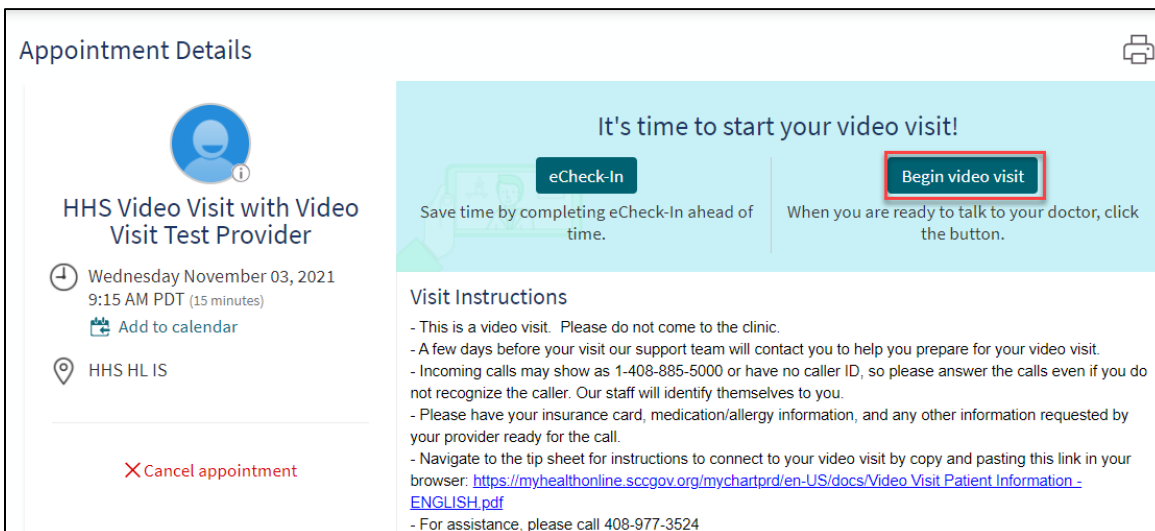 Appointment Details
HHS Video Visit with Video
Visit Test Provider
Wednesday November 03, 2021
9:15 AM PDT (15 minutes)
Add to calendar
HHS HL IS
Cancel appointment
It's time to start your video visit!
eCheck-In
Save time by completing eCheck-In ahead of
time.
Begin video visit
When you are ready to talk to your doctor, click
the button.
Visit Instructions
- This is a video visit.  Please do not come to the clinic.
- A few days before your visit our support team will contact you to help you prepare for your video visit.
- Incoming calls may show as 1-408-885-5000 or have no caller ID, so please answer the calls even if you do
not recognize the caller. Our staff will identify themselves to you.
- Please have your insurance card, medication/allergy information, and any other information requested by
your provider ready for the call.
- Navigate to the tip sheet for instructions to connect to your video visit by copy and pasting this link in your
browser: https://myhealthonline.sccgov.org/mychartprd/en-US/docs/Video Visit Patient Information -
ENGLISH.pdf
- For assistance, please call 408-977-3524